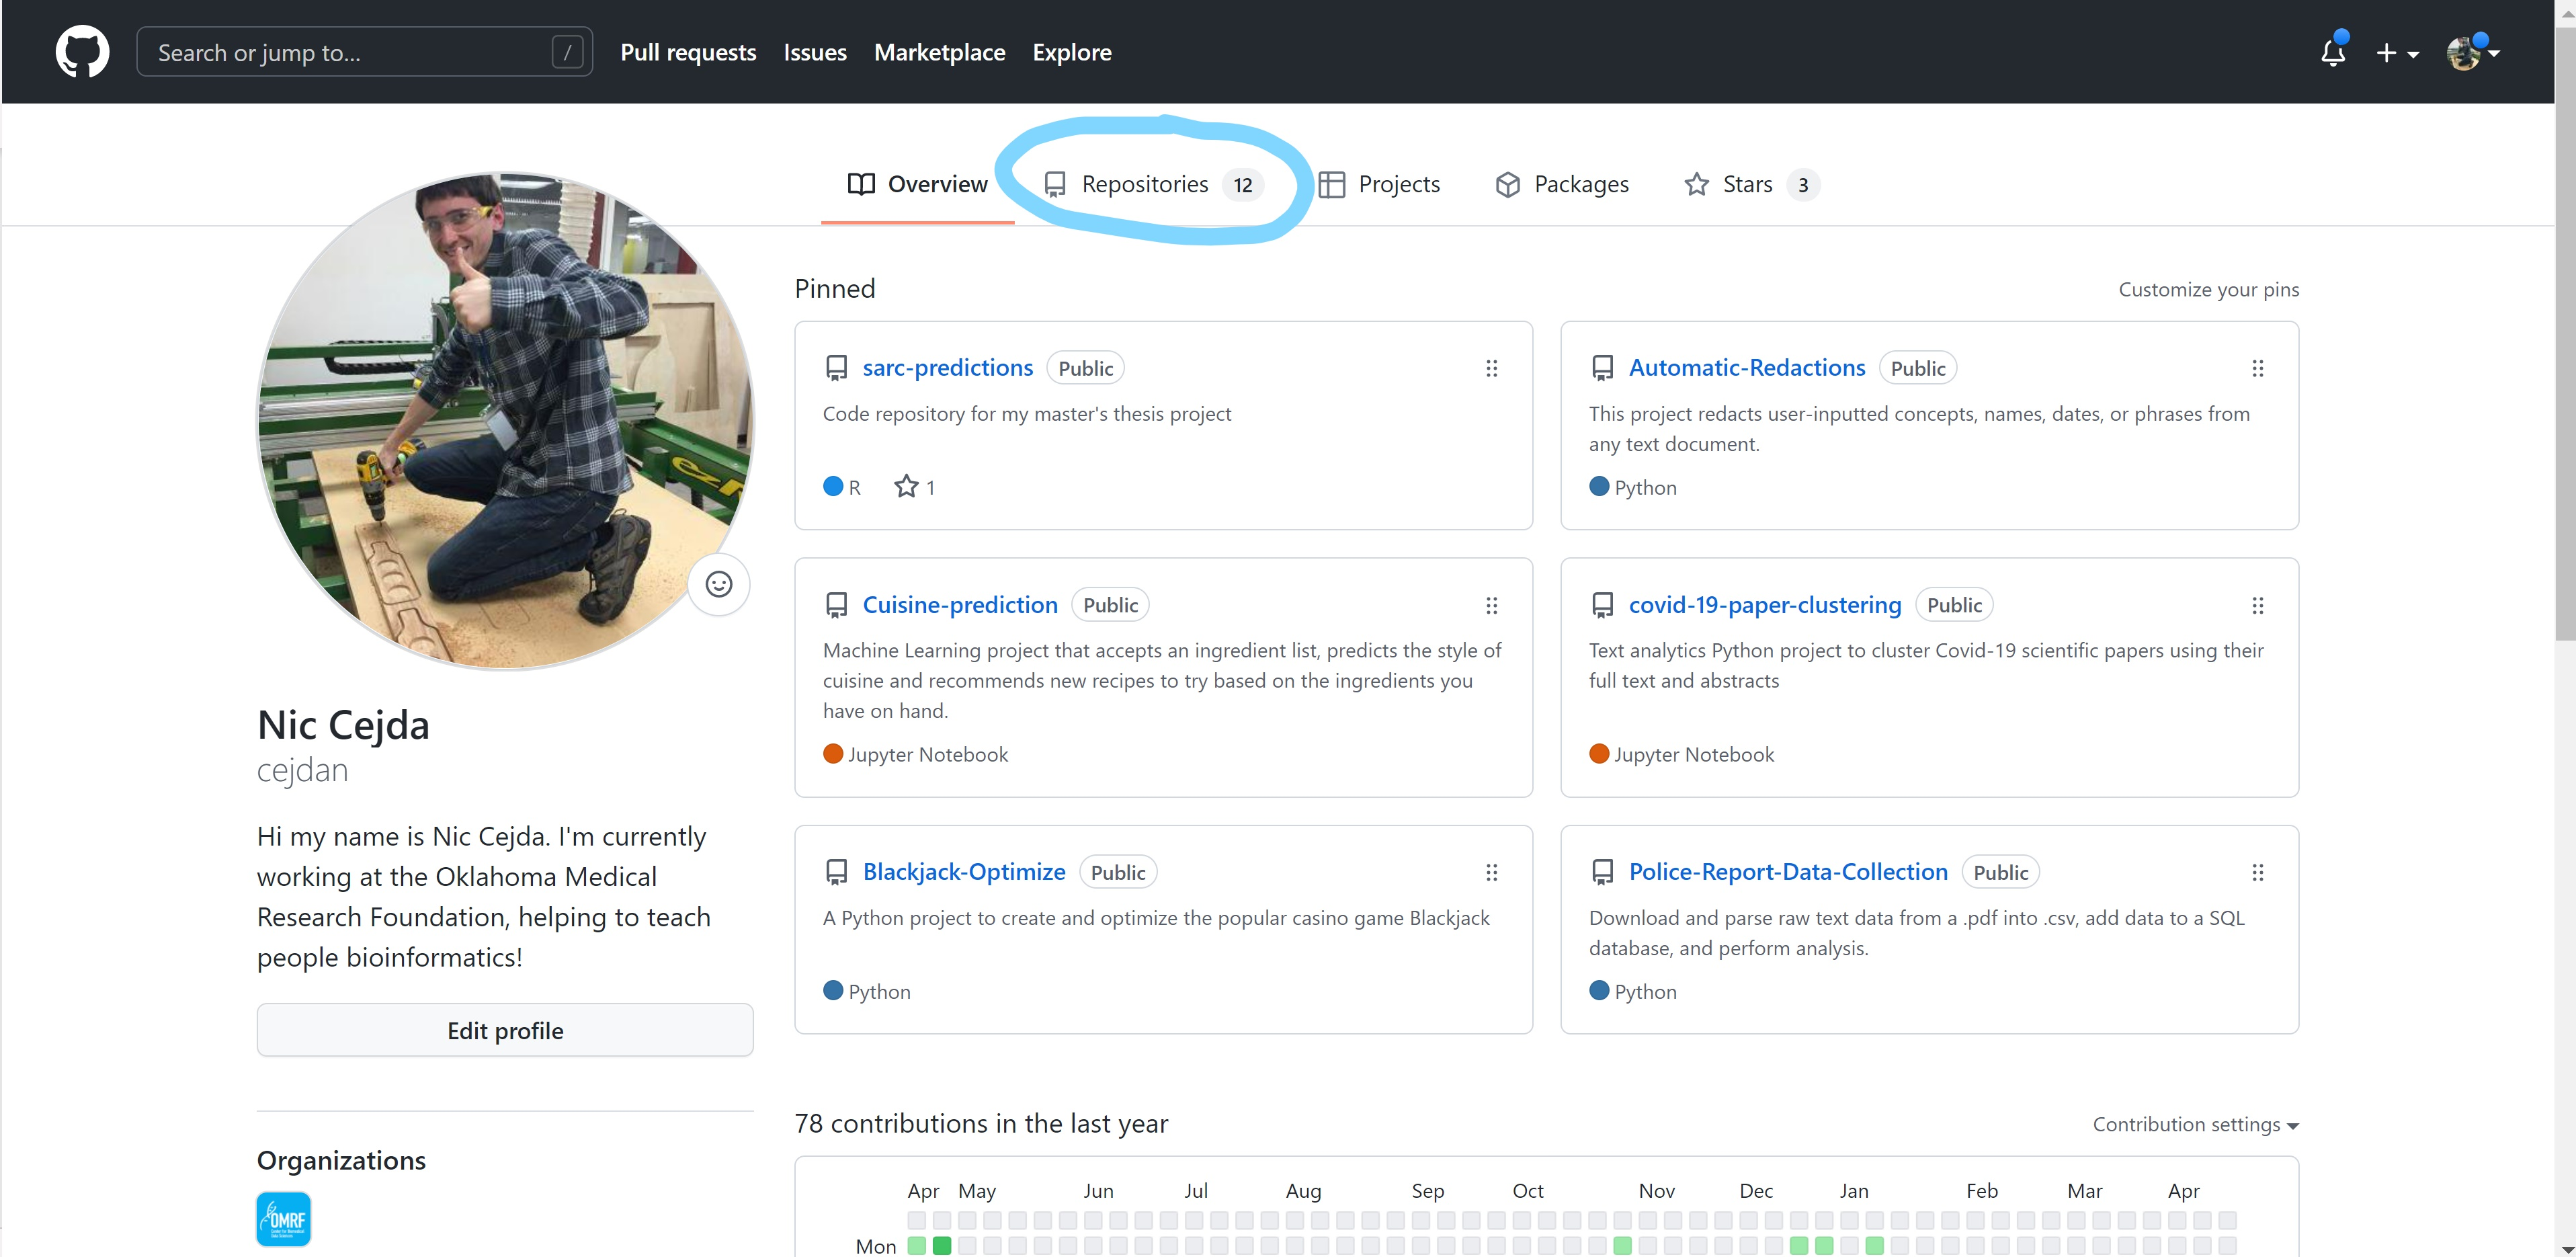 Search or jump to... /
Pull requests Issues Marketplace Explore
Overview Repositories 12 Projects Packages Stars 3
Nic Cejda
cejdan
Hi my name is Nic Cejda. I'm currently
working at the Oklahoma Medical
Research Foundation, helping to teach
people bioinformatics!
Edit profile
Organizations
OMRF
Pinned
Customize your pins
sarc-predictions Public
Code repository for my master's thesis project
R 1
Automatic-Redactions Public
This project redacts user-inputted concepts, names, dates, or phrases from
any text document.
Python
Cuisine-prediction Public
Machine Learning project that accepts an ingredient list, predicts the style of
cuisine and recommends new recipes to try based on the ingredients you
have on hand.
Jupyter Notebook
covid-19-paper-clustering Public
Text analytics Python project to cluster Covid-19 scientific papers using their
full text and abstracts
Jupyter Notebook
Blackjack-Optimize Public
A Python project to create and optimize the popular casino game Blackjack
Python
Police-Report-Data-Collection Public
Download and parse raw text data from a .pdf into .csv, add data to a SQL
database, and perform analysis.
Python
78 contributions in the last year
Contribution settings
Apr May Jun Jul Aug Sep Oct Nov Dec Jan Feb Mar Apr
Mon